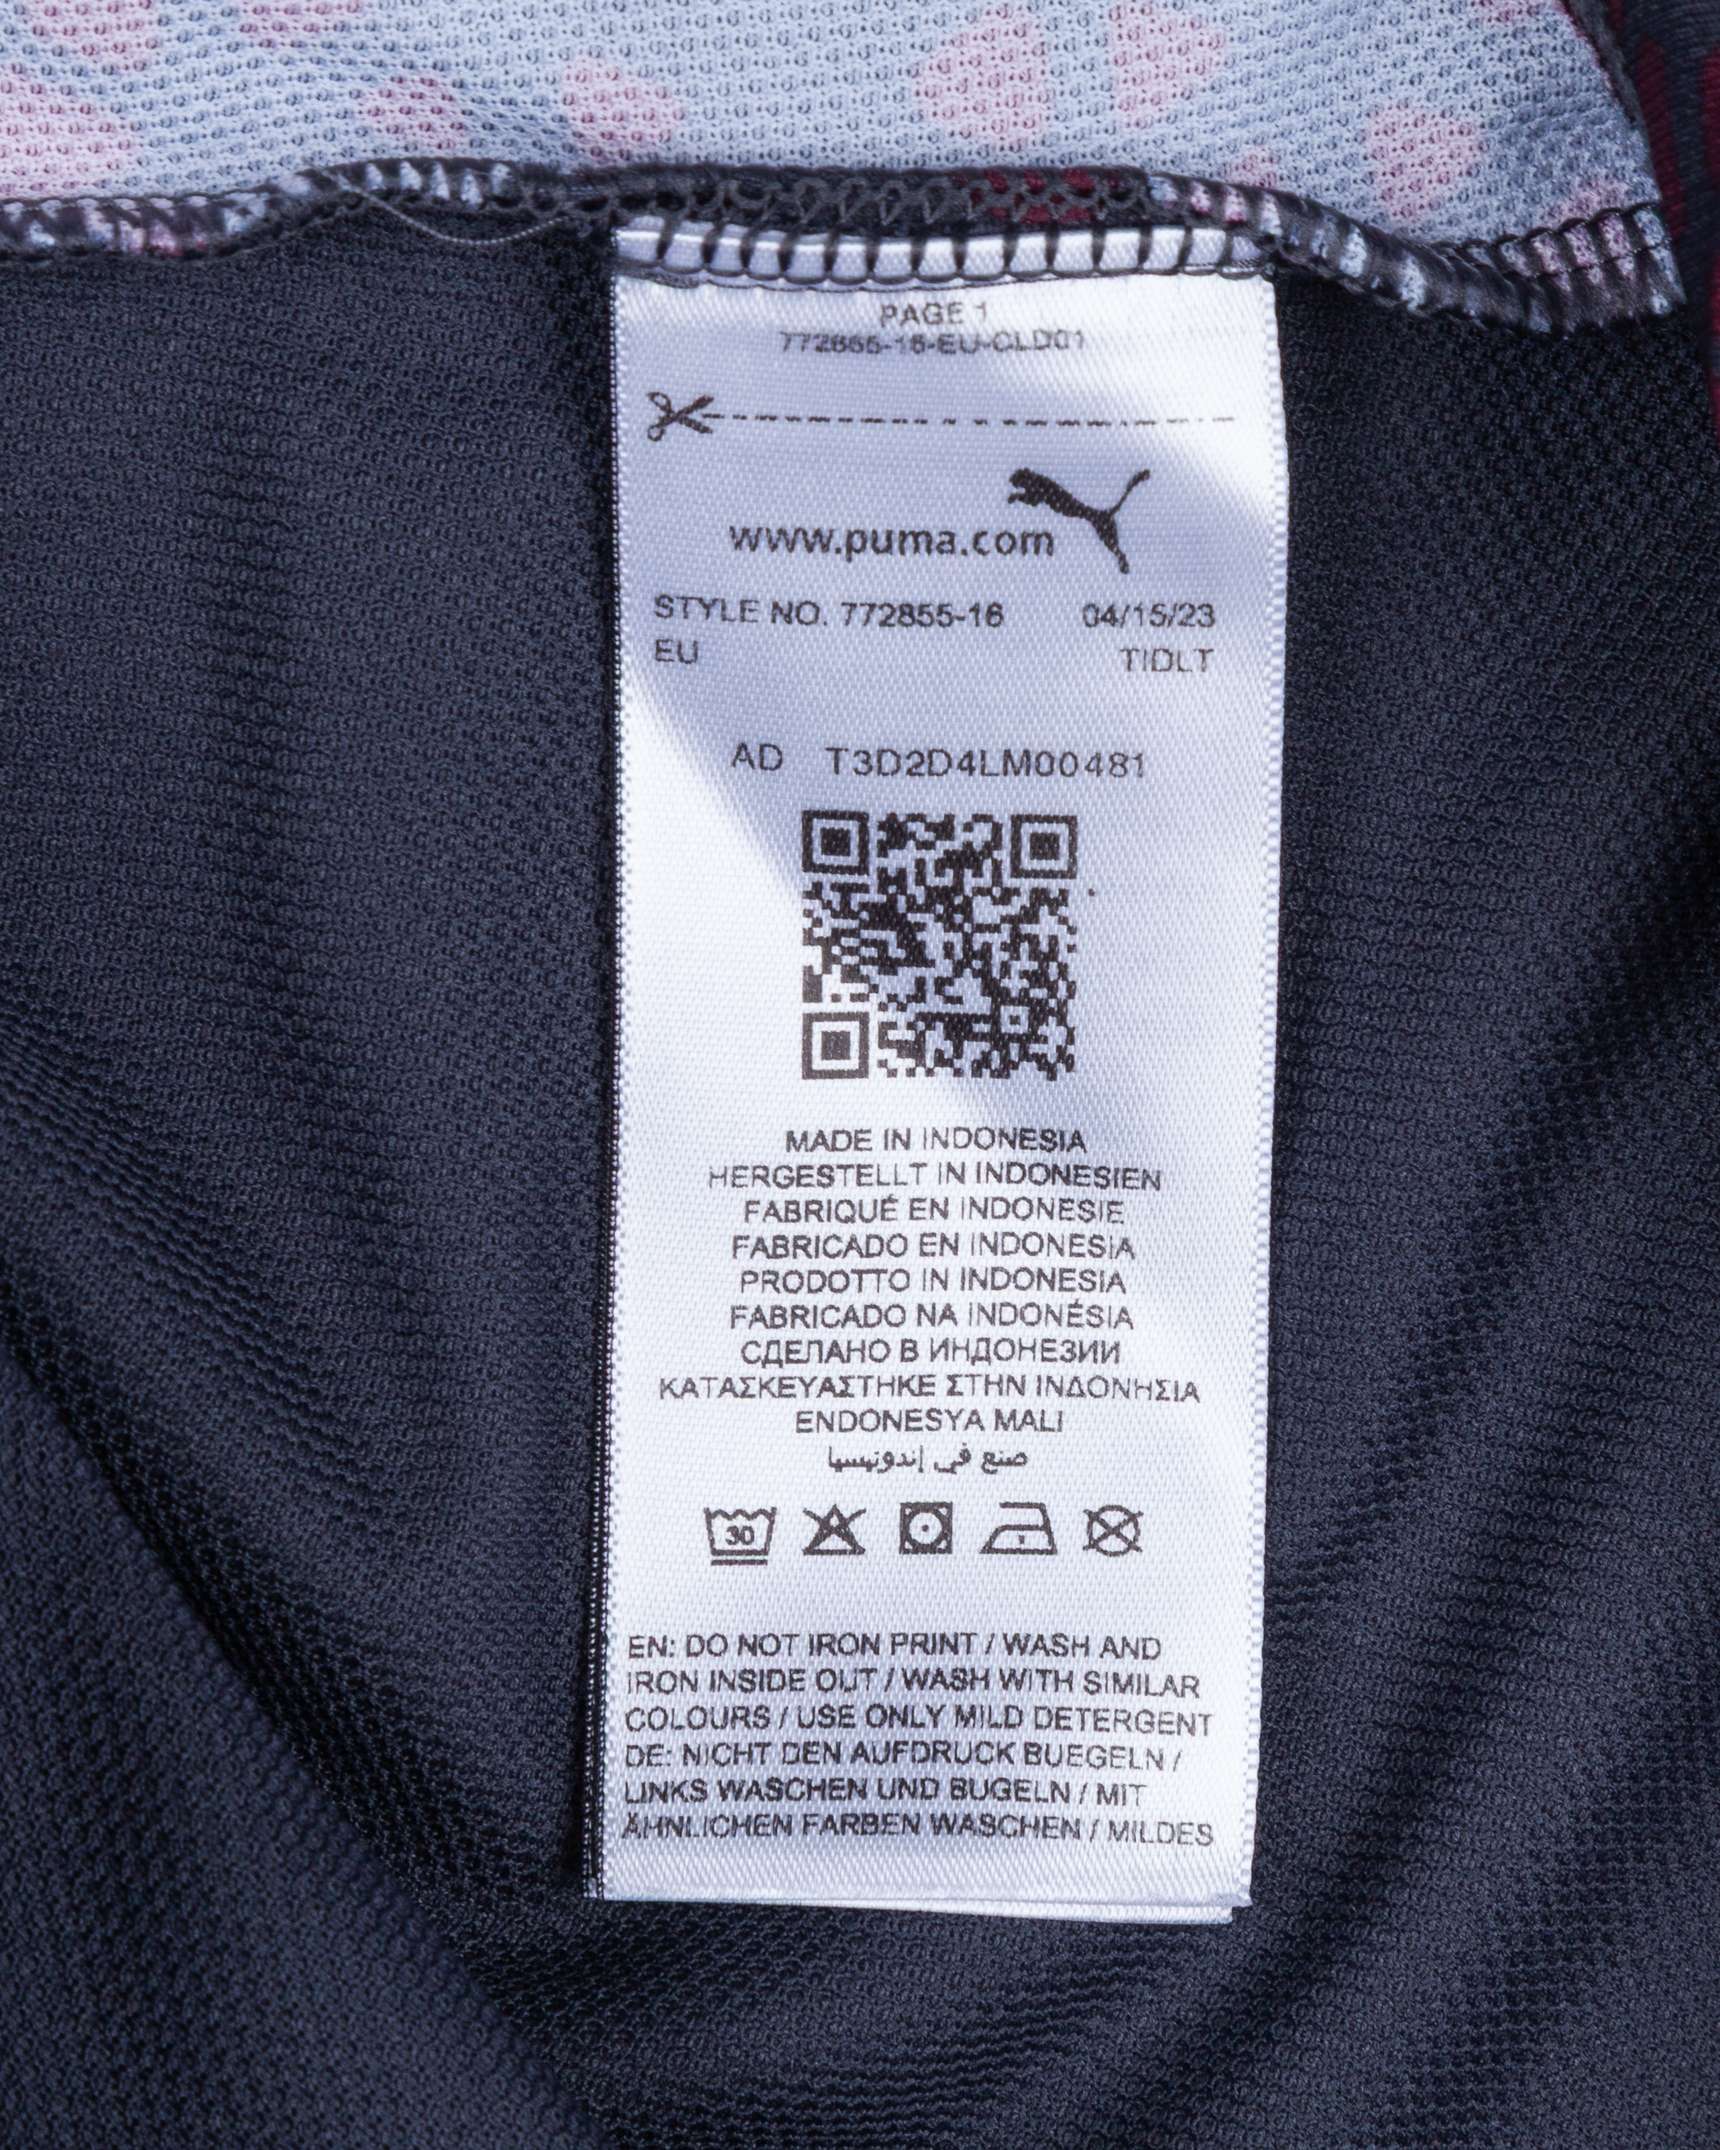 PAGE 1
772855-16-EU-CLD01
www.puma.com
STYLE NO. 772855-16 04/15/23
EU TIDLT
AD T3D2D4LM00481
MADE IN INDONESIA
HERGESTELLT IN INDONESIEN
FABRIQUÉ EN INDONESIE
FABRICADO EN INDONESIA
PRODOTTO IN INDONESIA
FABRICADO NA INDONÉSIA
СДЕЛАНО В ИНДОНЕЗИИ
ΚΑΤΑΣΚΕΥΑΣΤΗΚΕ ΣΤΗΝ ΙΝΔΟΝΗΣΙΑ
ENDONESYA MALI
صنع في إندونيسيا
30
EN: DO NOT IRON PRINT / WASH AND
IRON INSIDE OUT / WASH WITH SIMILAR
COLOURS / USE ONLY MILD DETERGENT
DE: NICHT DEN AUFDRUCK BUEGELN /
LINKS WASCHEN UND BUGELN / MIT
ÄHNLICHEN FARBEN WASCHEN / MILDES